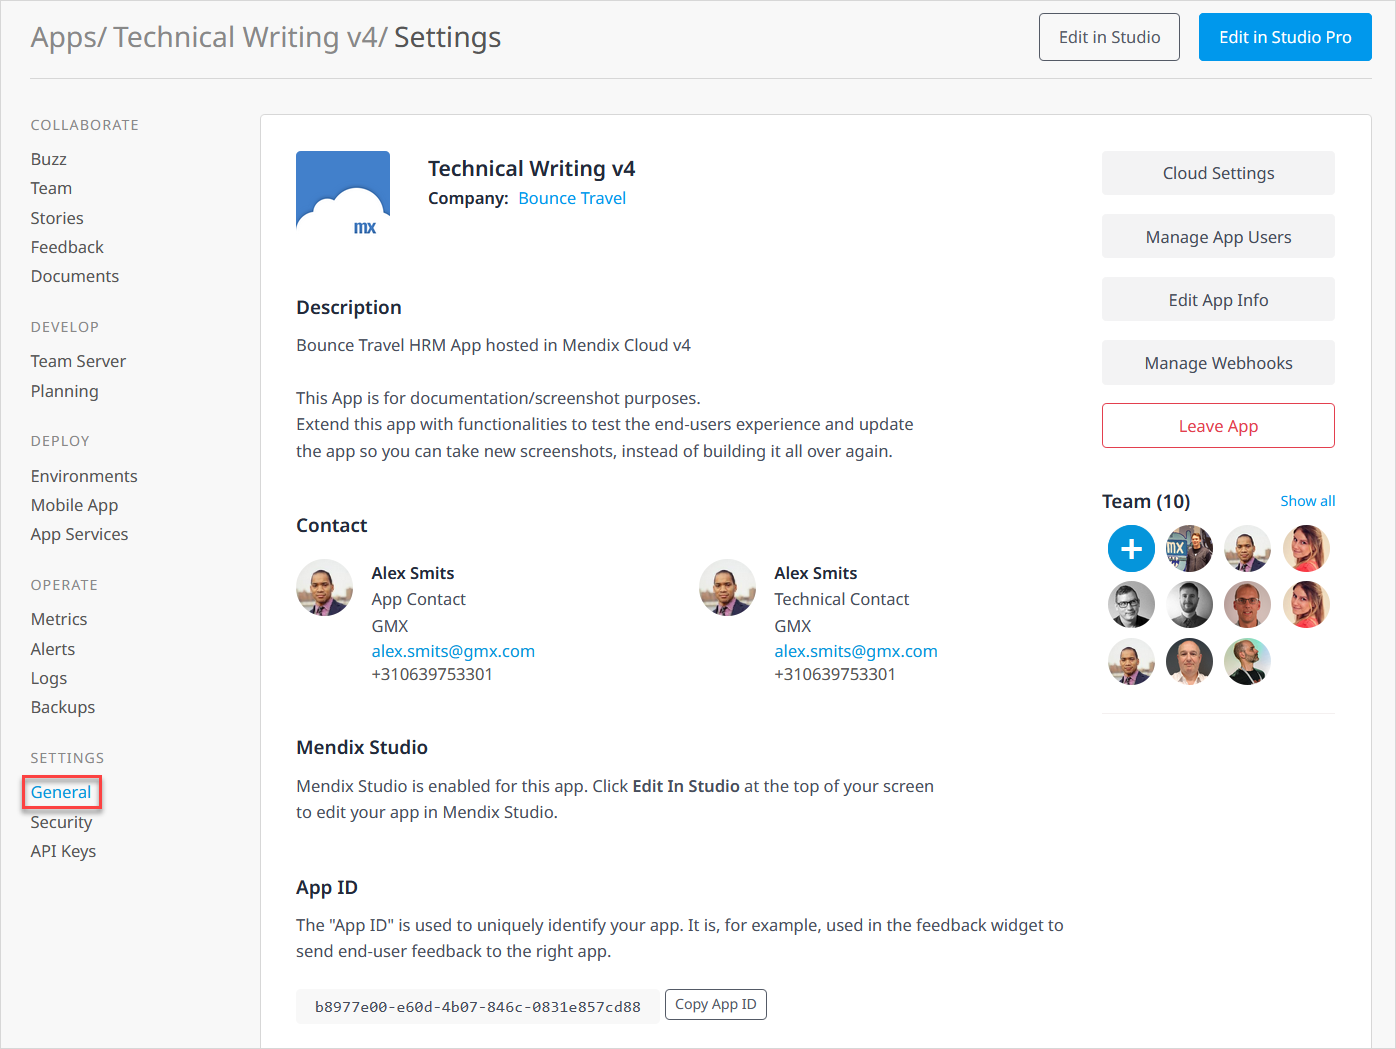 Apps/ Technical Writing v4/ Settings
Edit in Studio
Edit in Studio Pro
COLLABORATE
Buzz
Team
Stories
Feedback
Documents
DEVELOP
Team Server
Planning
DEPLOY
Environments
Mobile App
App Services
OPERATE
Metrics
Alerts
Logs
Backups
SETTINGS
General
Security
API Keys
mx
Technical Writing v4
Company: Bounce Travel
Description
Bounce Travel HRM App hosted in Mendix Cloud v4
This App is for documentation/screenshot purposes.
Extend this app with functionalities to test the end-users experience and update
the app so you can take new screenshots, instead of building it all over again.
Contact
Alex Smits
App Contact
GMX
alex.smits@gmx.com
+310639753301
Alex Smits
Technical Contact
GMX
alex.smits@gmx.com
+310639753301
Mendix Studio
Mendix Studio is enabled for this app. Click Edit In Studio at the top of your screen
to edit your app in Mendix Studio.
App ID
The "App ID" is used to uniquely identify your app. It is, for example, used in the feedback widget to
send end-user feedback to the right app.
b8977e00-e60d-4b07-846c-0831e857cd88
Copy App ID
Cloud Settings
Manage App Users
Edit App Info
Manage Webhooks
Leave App
Team (10)
Show all
mx